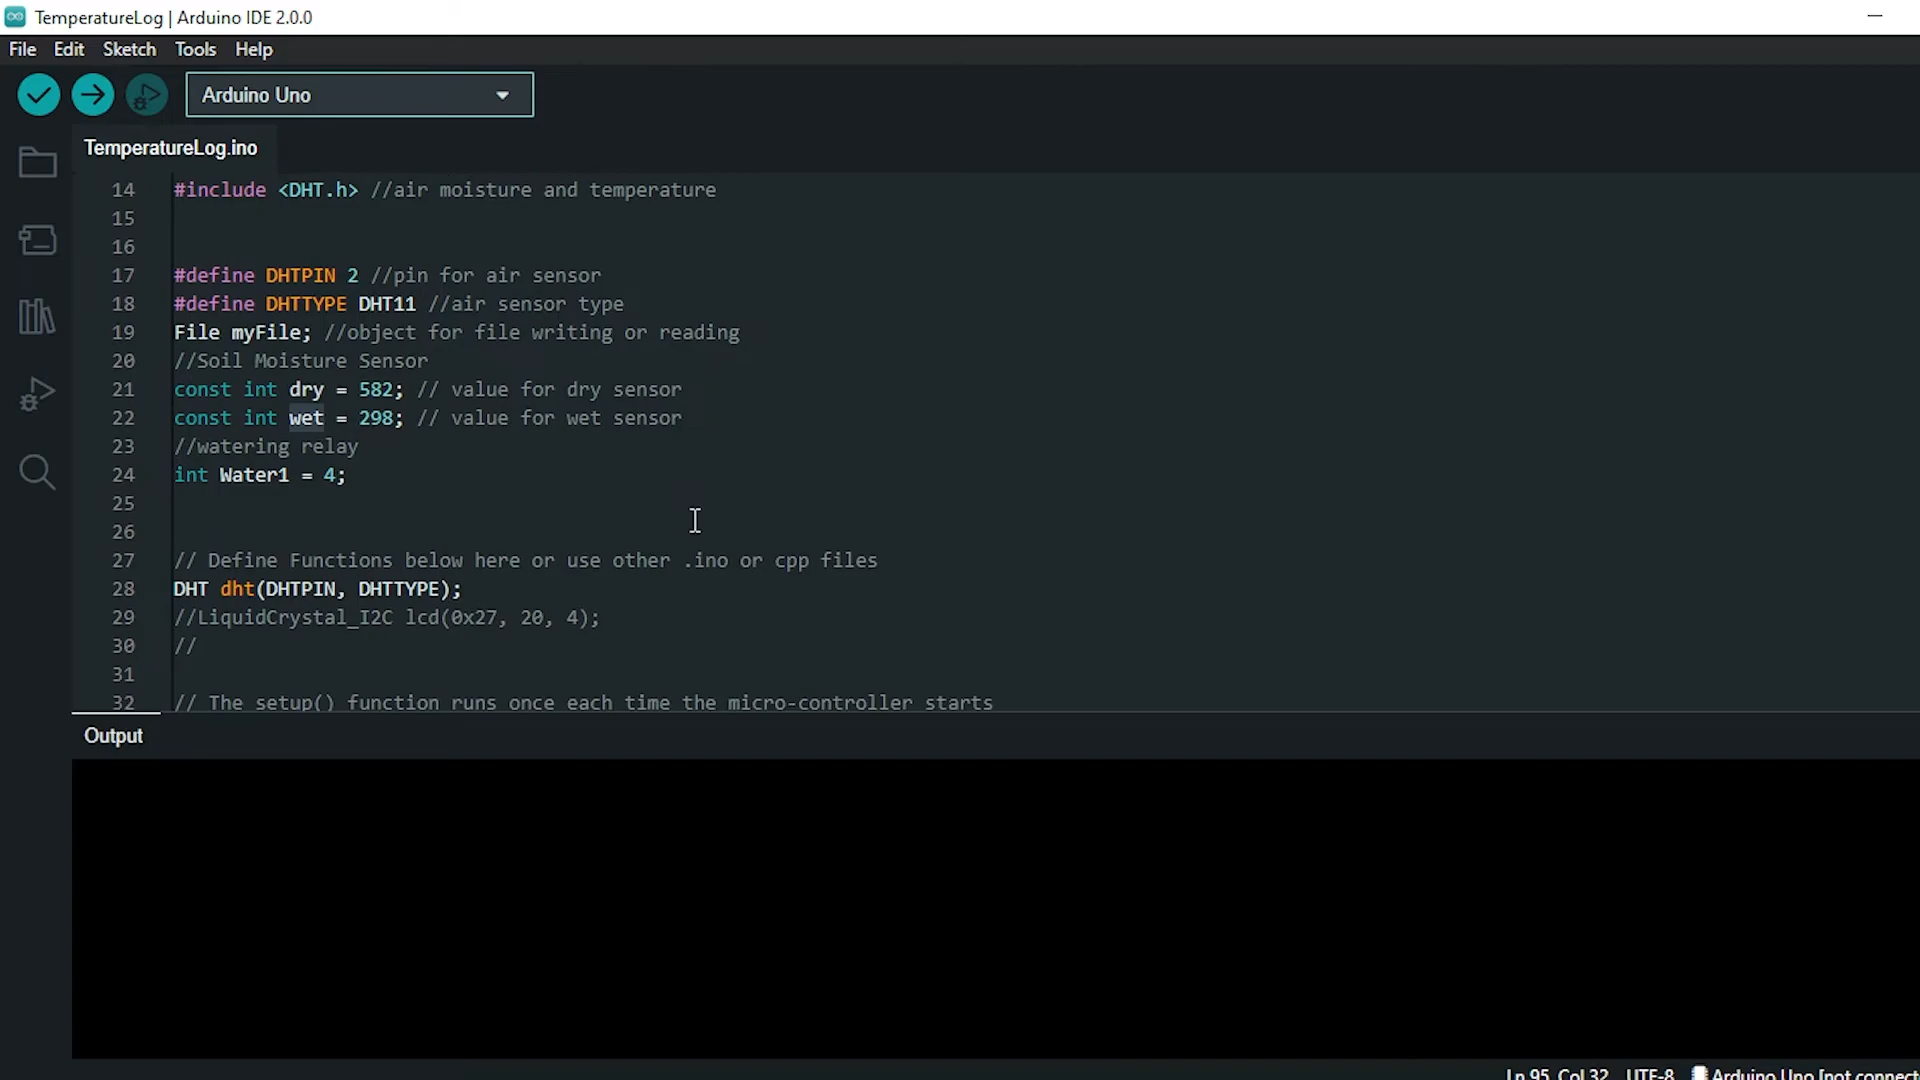 TemperatureLog | Arduino IDE 2.0.0
File Edit Sketch Tools Help
Arduino Uno
TemperatureLog.ino
14 #include <DHT.h> //air moisture and temperature
15
16
17 #define DHTPIN 2 //pin for air sensor
18 #define DHTTYPE DHT11 //air sensor type
19 File myFile; //object for file writing or reading
20 //Soil Moisture Sensor
21 const int dry = 582; // value for dry sensor
22 const int wet = 298; // value for wet sensor
23 //watering relay
24 int Water1 = 4;
25
26
27 // Define Functions below here or use other .ino or cpp files
28 DHT dht(DHTPIN, DHTTYPE);
29 //LiquidCrystal_I2C lcd(0x27, 20, 4);
30 //
31
32 // The setup() function runs once each time the micro-controller starts
Output
Ln 95, Col 32 UTF-8 Arduino Uno [not connect